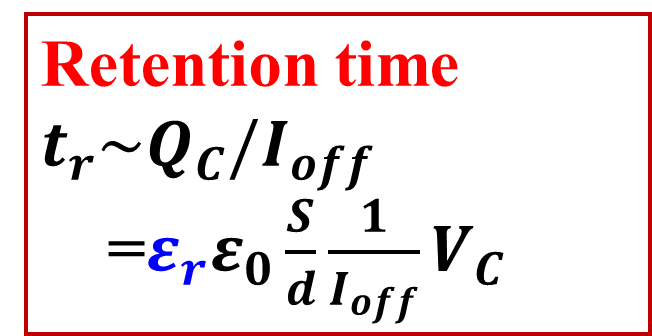 Retention time
t_r~Q_C/I_off
=ε_r ε_0 S/d 1/I_off V_C